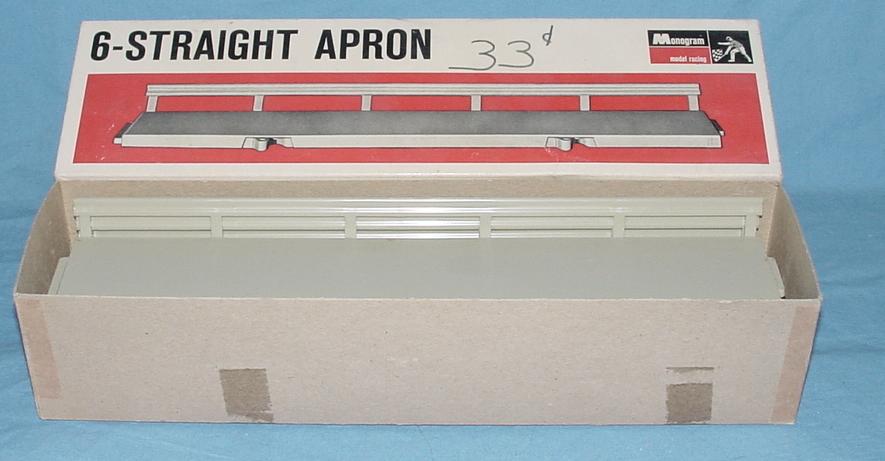 6-STRAIGHT APRON 33¢
Monogram
model racing